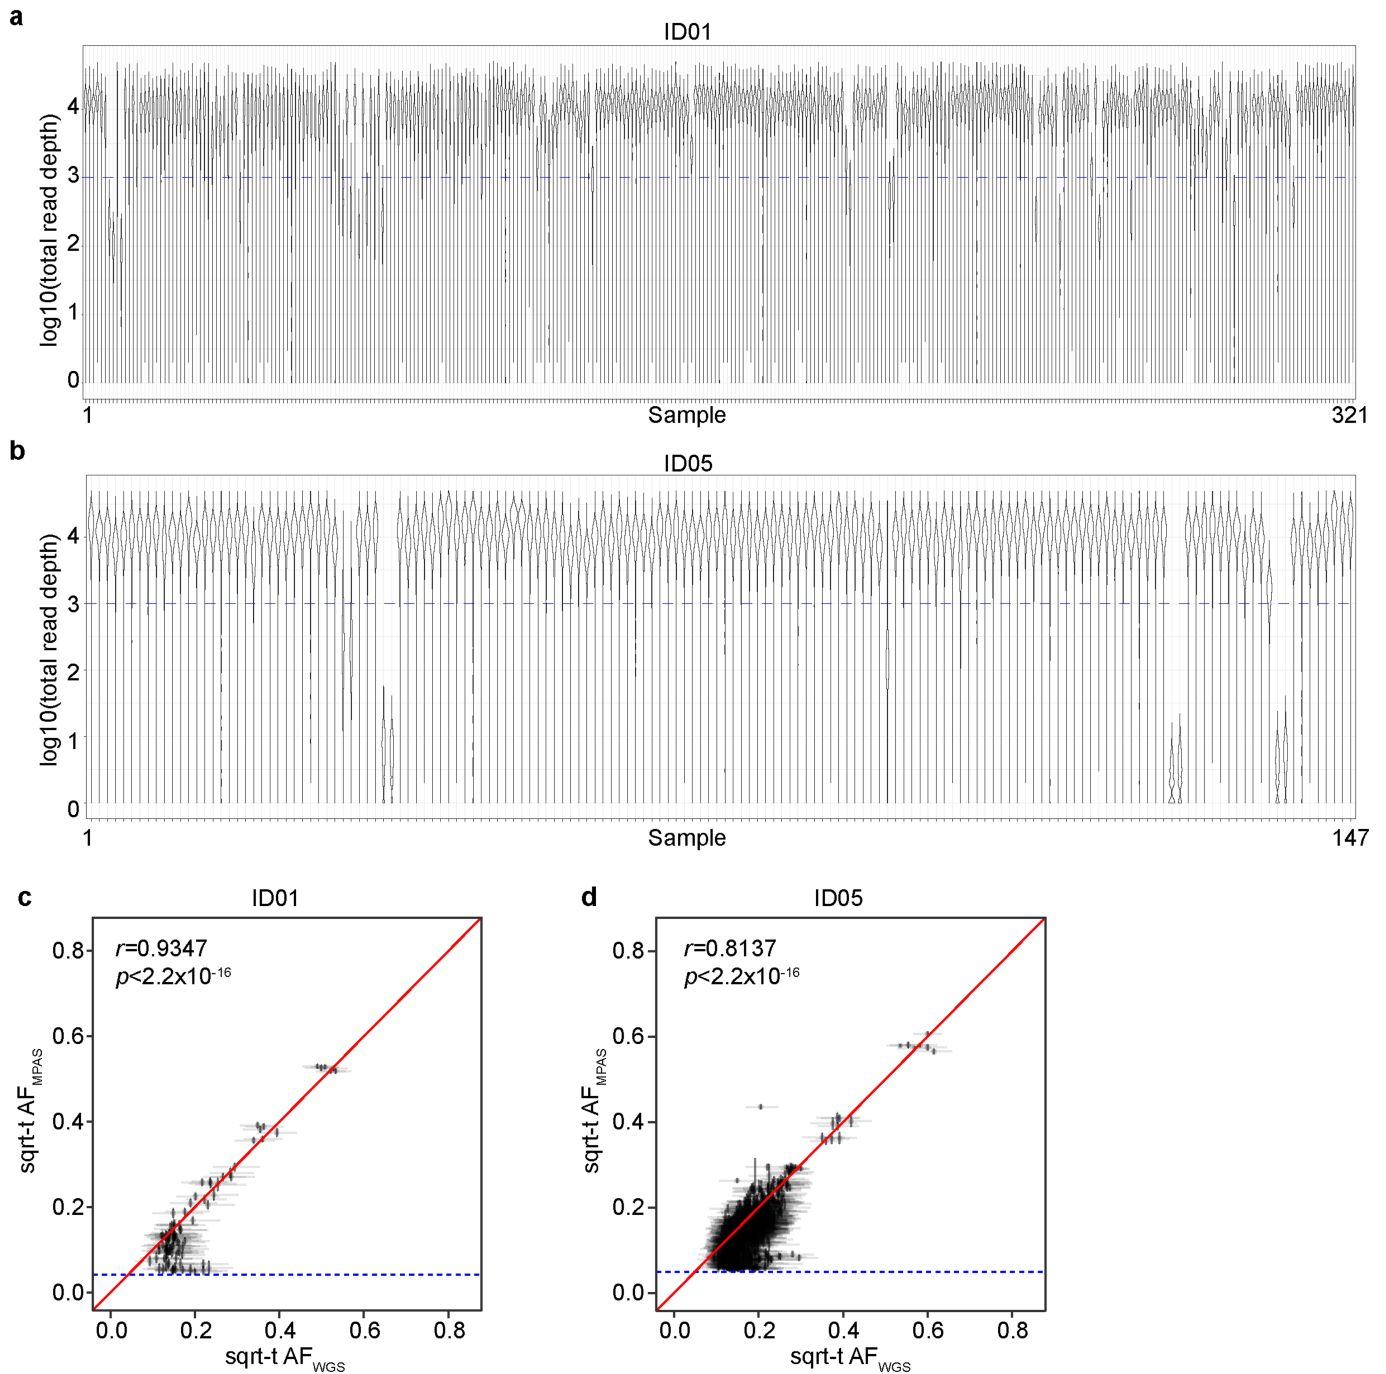 a
ID01
log10(total read depth)
4
3
2
1
0
1
Sample
321
b
ID05
log10(total read depth)
4
3
2
1
0
1
Sample
147
c
ID01
r=0.9347
p<2.2x10-16
sqrt-t AFMPAS
0.8
0.6
0.4
0.2
0.0
0.0 0.2 0.4 0.6 0.8
sqrt-t AFWGS
d
ID05
r=0.8137
p<2.2x10-16
sqrt-t AFMPAS
0.8
0.6
0.4
0.2
0.0
0.0 0.2 0.4 0.6 0.8
sqrt-t AFWGS